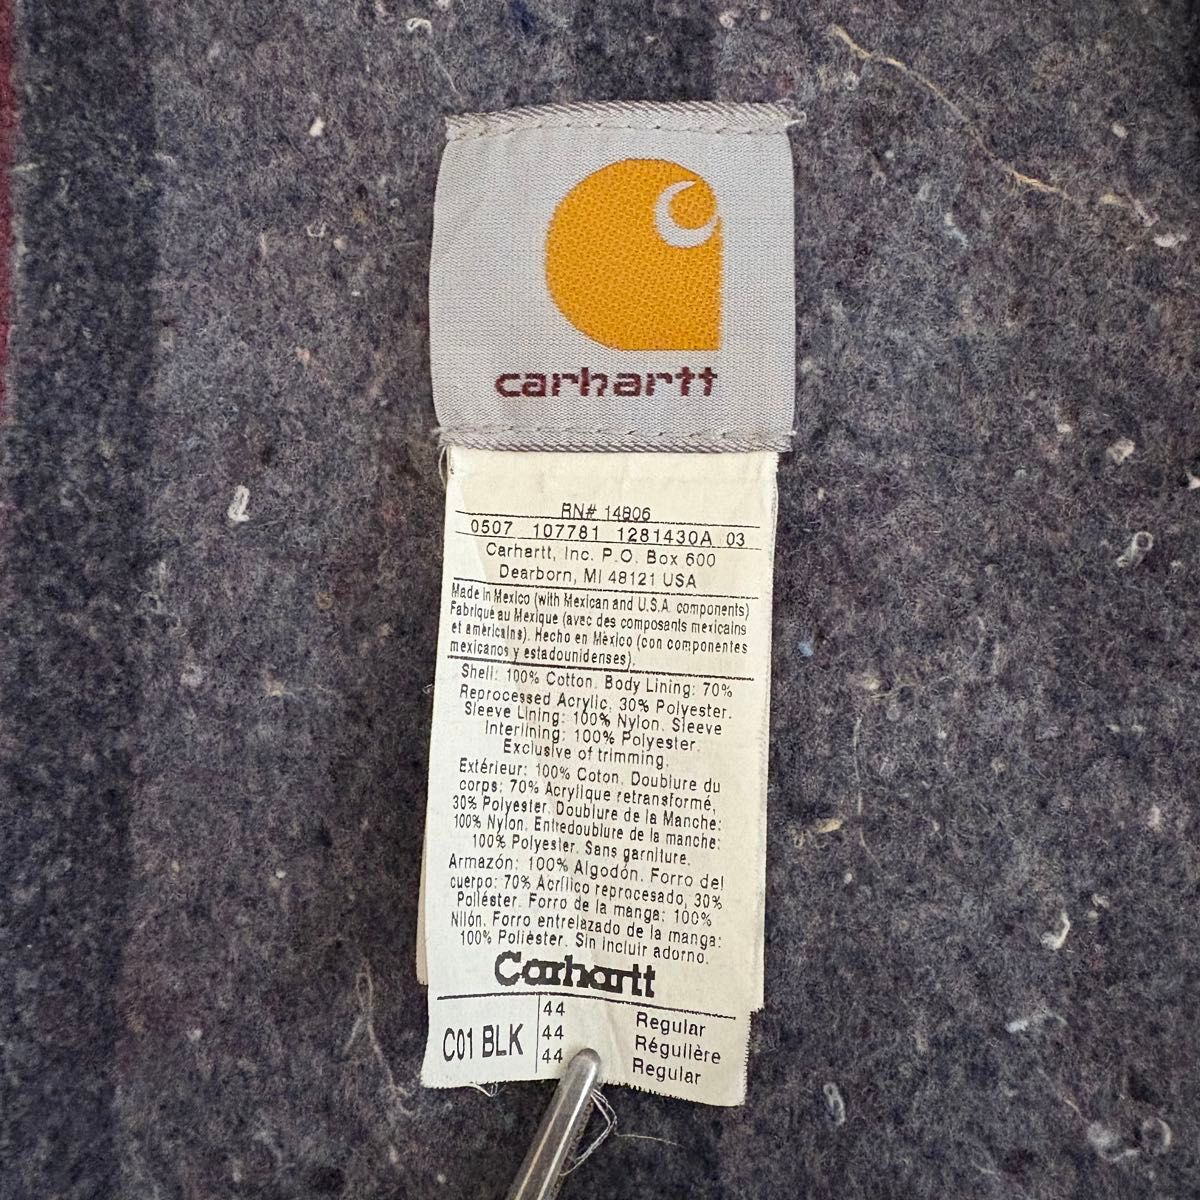 carhartt
RN# 14806
0507 107781 1281430A 03
Carhartt, Inc. P.O. Box 600
Dearborn, MI 48121 USA
Made in Mexico (with Mexican and U.S.A. components)
Fabriqué au Mexique (avec des composants mexicains
et américains). Hecho en México (con componentes
mexicanos y estadounidenses).
Shell: 100% Cotton. Body Lining: 70%
Reprocessed Acrylic, 30% Polyester.
Sleeve Lining: 100% Nylon. Sleeve
Interlining: 100% Polyester.
Exclusive of trimming.
Extérieur: 100% Coton. Doublure du
corps: 70% Acrylique retransformé,
30% Polyester. Doublure de la Manche:
100% Nylon. Entredoublure de la manche:
100% Polyester. Sans garniture.
Armazón: 100% Algodón. Forro del
cuerpo: 70% Acrílico reprocesado, 30%
Poliéster. Forro de la manga: 100%
Nilón. Forro entrelazado de la manga:
100% Poliéster. Sin incluir adorno.
Carhartt
C01 BLK
44 Regular
44 Régulière
44 Regular